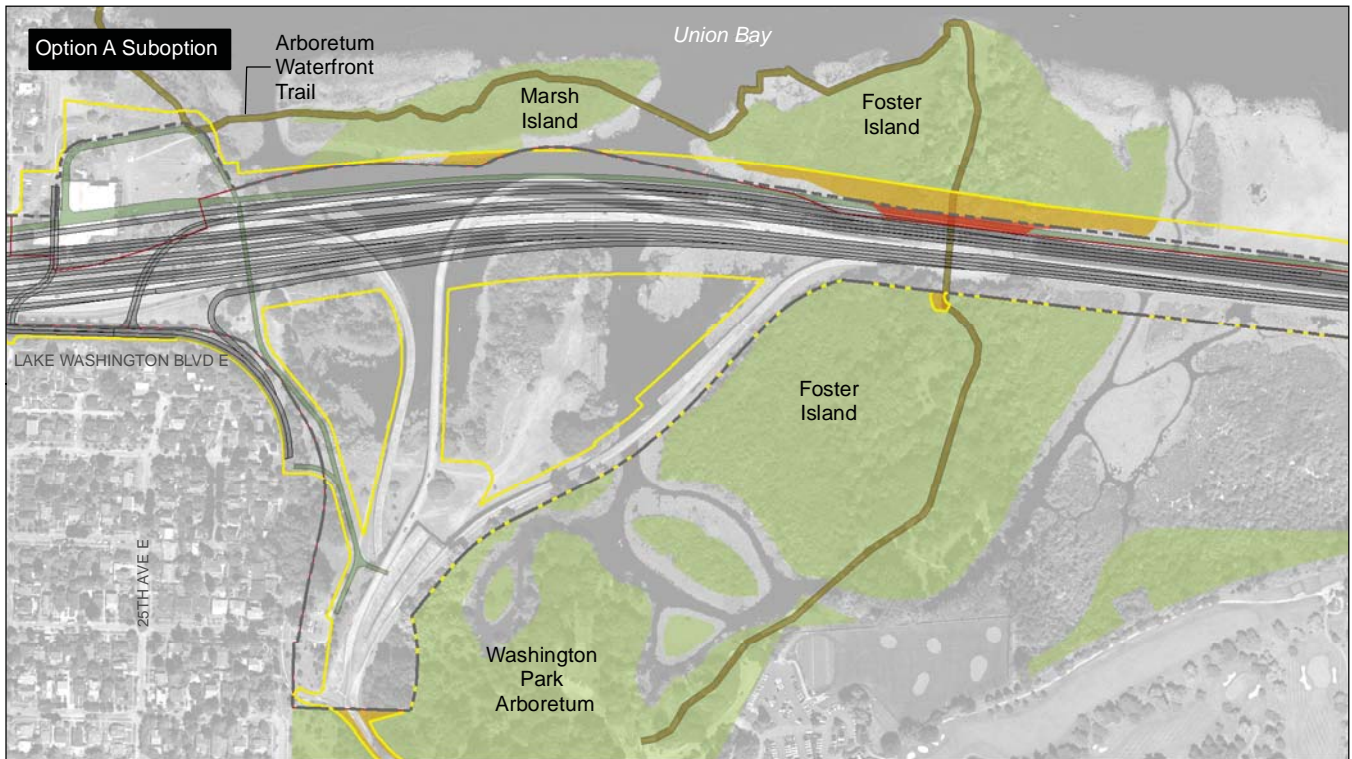 Option A Suboption
Arboretum
Waterfront
Trail
Union Bay
Marsh
Island
Foster
Island
LAKE WASHINGTON BLVD E
Foster
Island
25TH AVE E
Washington
Park
Arboretum